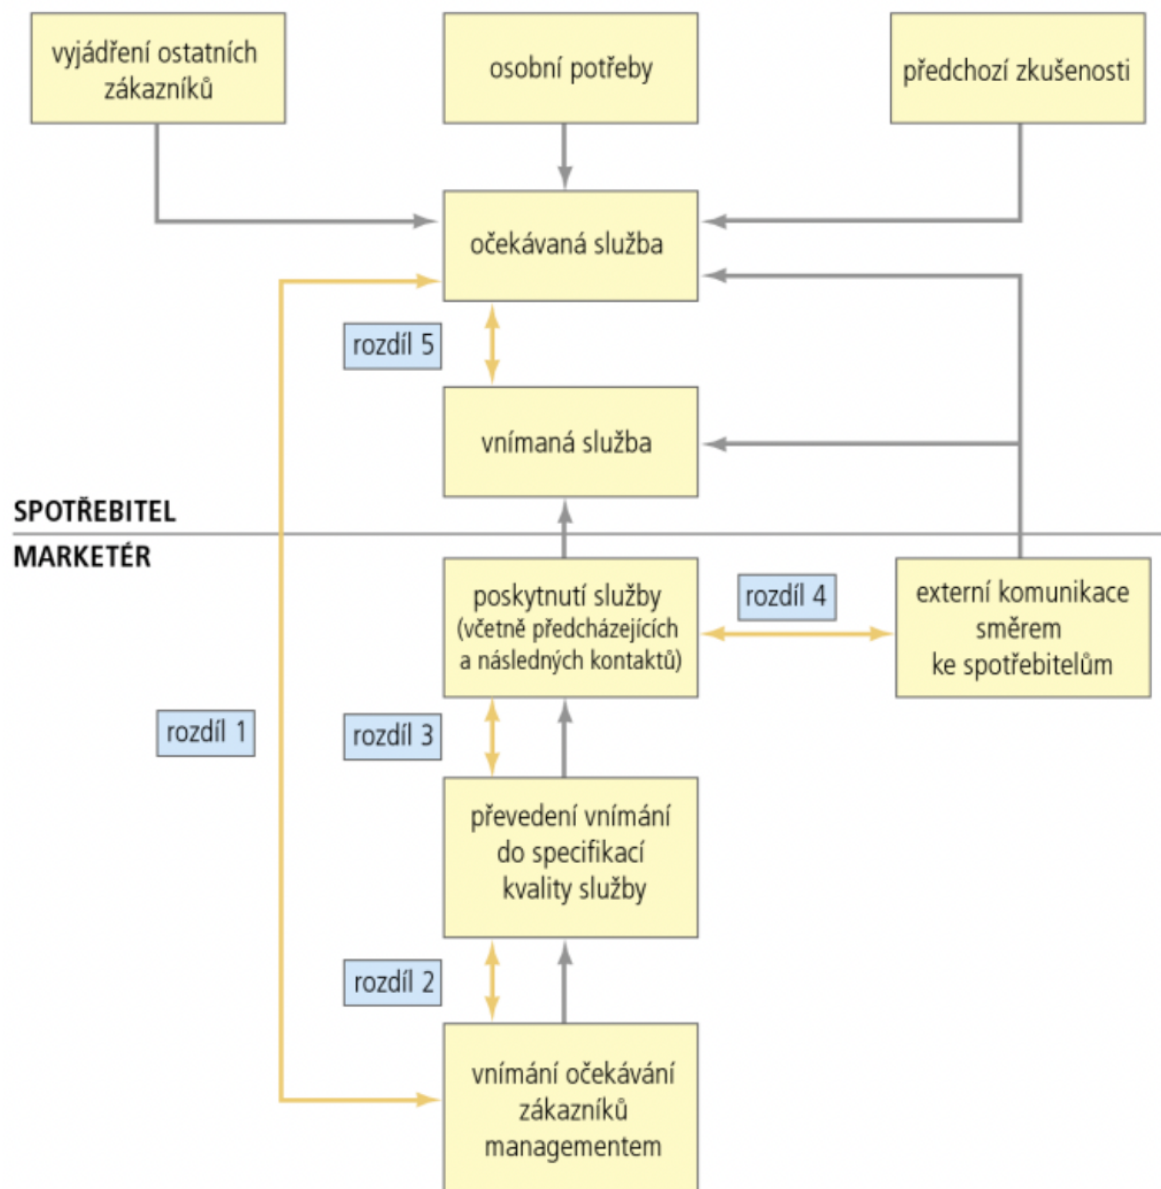 vyjádření ostatních
zákazníků
osobní potřeby
předchozí zkušenosti
očekávaná služba
rozdíl 5
vnímaná služba
SPOTŘEBITEL
MARKETÉR
poskytnutí služby
(včetně předcházejících
a následných kontaktů)
rozdíl 4
externí komunikace
směrem
ke spotřebitelům
rozdíl 1
rozdíl 3
převedení vnímání
do specifikací
kvality služby
rozdíl 2
vnímání očekávání
zákazníků
managementem